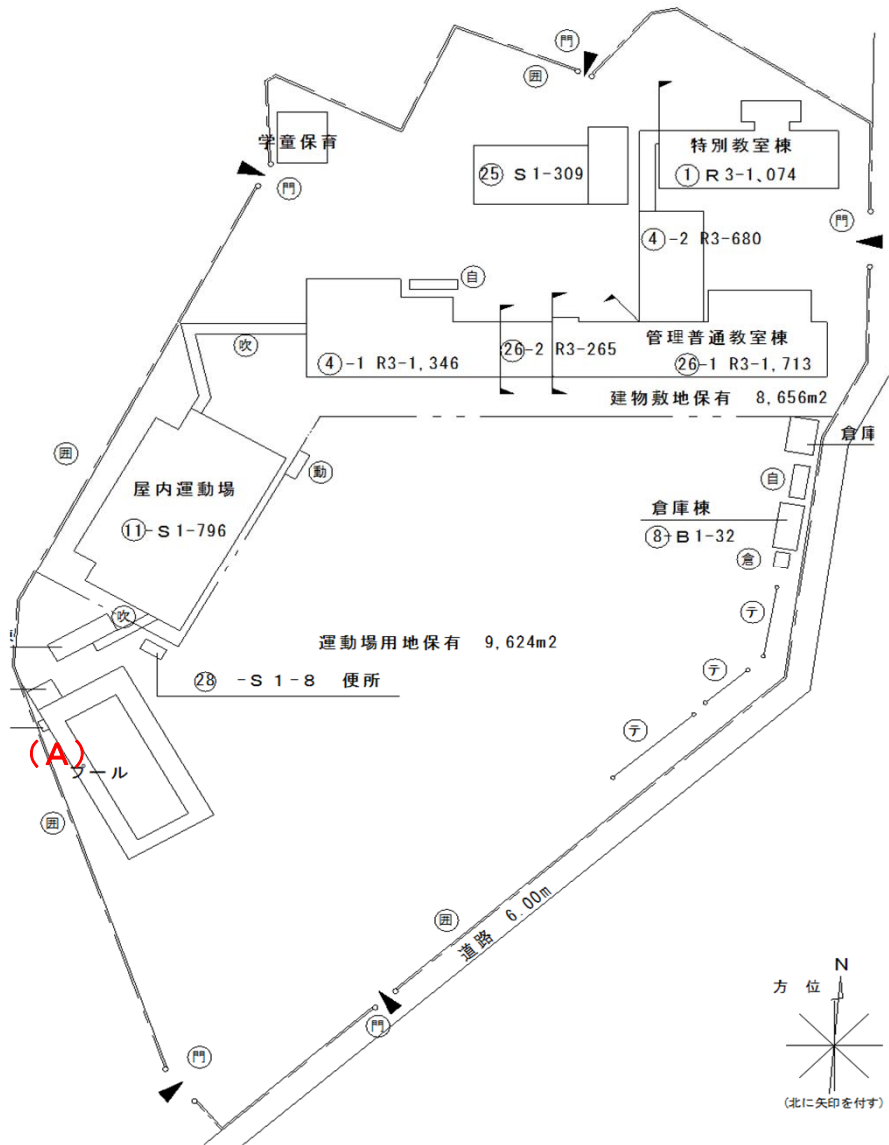 門
囲
学童保育
門
特別教室棟
① R 3-1,074
㉕ S 1-309
門
④-2 R3-680
自
吹
管理普通教室棟
④-1 R3-1,346
㉖-2 R3-265
㉖-1 R3-1,713
建物敷地保有 8,656m2
囲
倉庫
動
自
屋内運動場
⑪-S 1-796
倉庫棟
⑧-B 1-32
倉
吹
テ
運動場用地保有 9,624m2
㉘ -S 1-8 便所
テ
テ
(A)
プール
囲
囲
道路 6.00m
門
門
N
方 位
(北に矢印を付す)